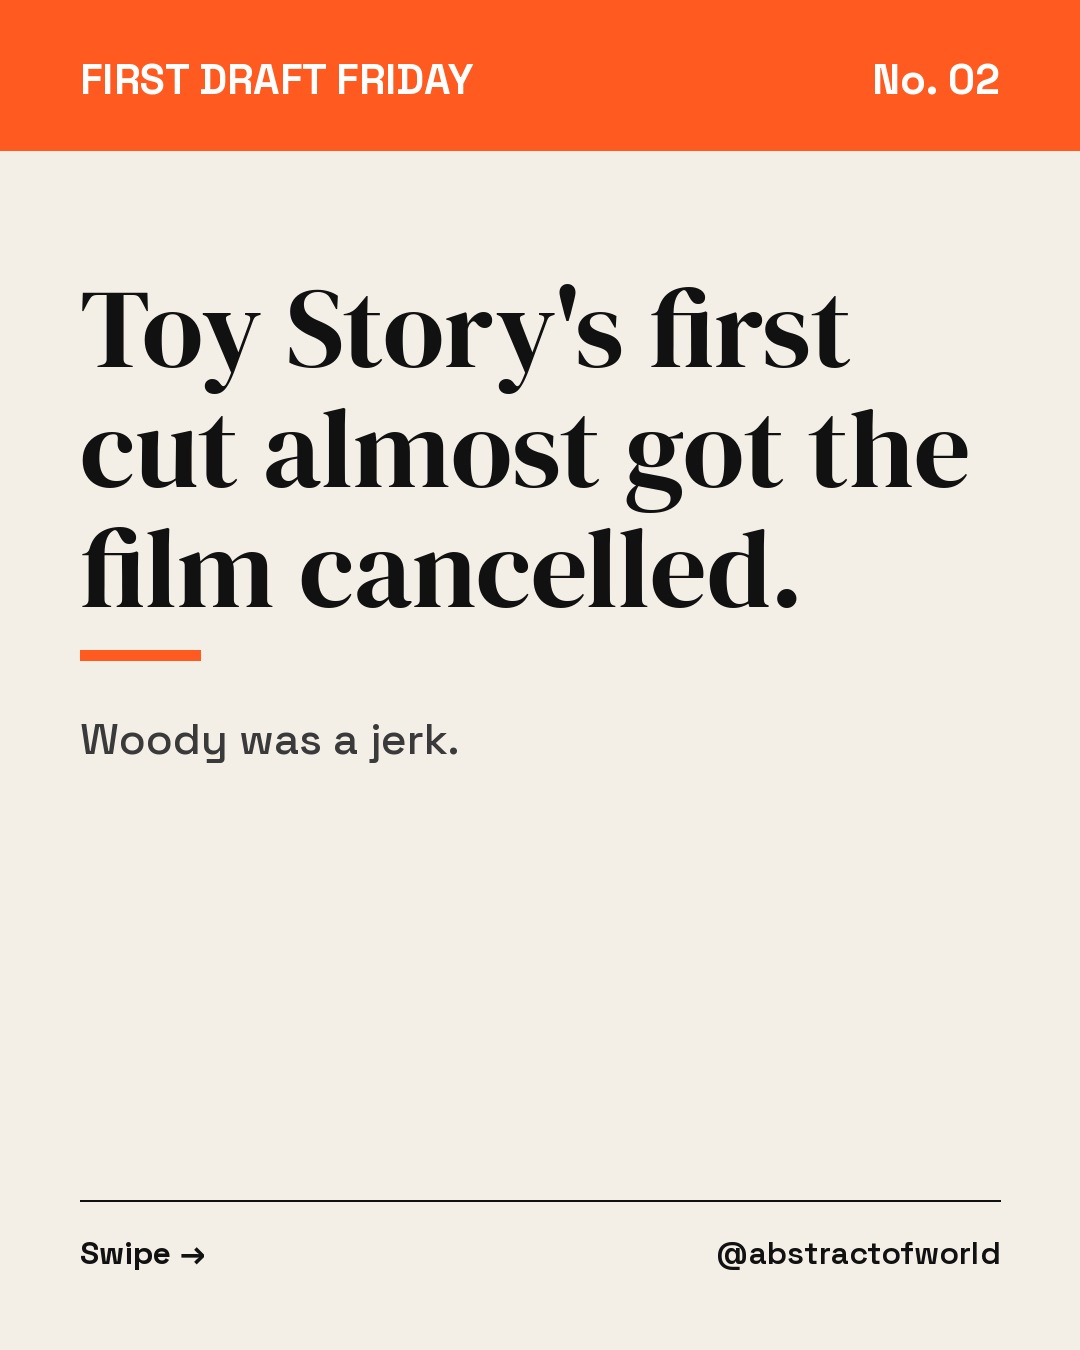 FIRST DRAFT FRIDAY
No. 02
Toy Story's first
cut almost got the
film cancelled.
Woody was a jerk.
Swipe →
@abstractofworld